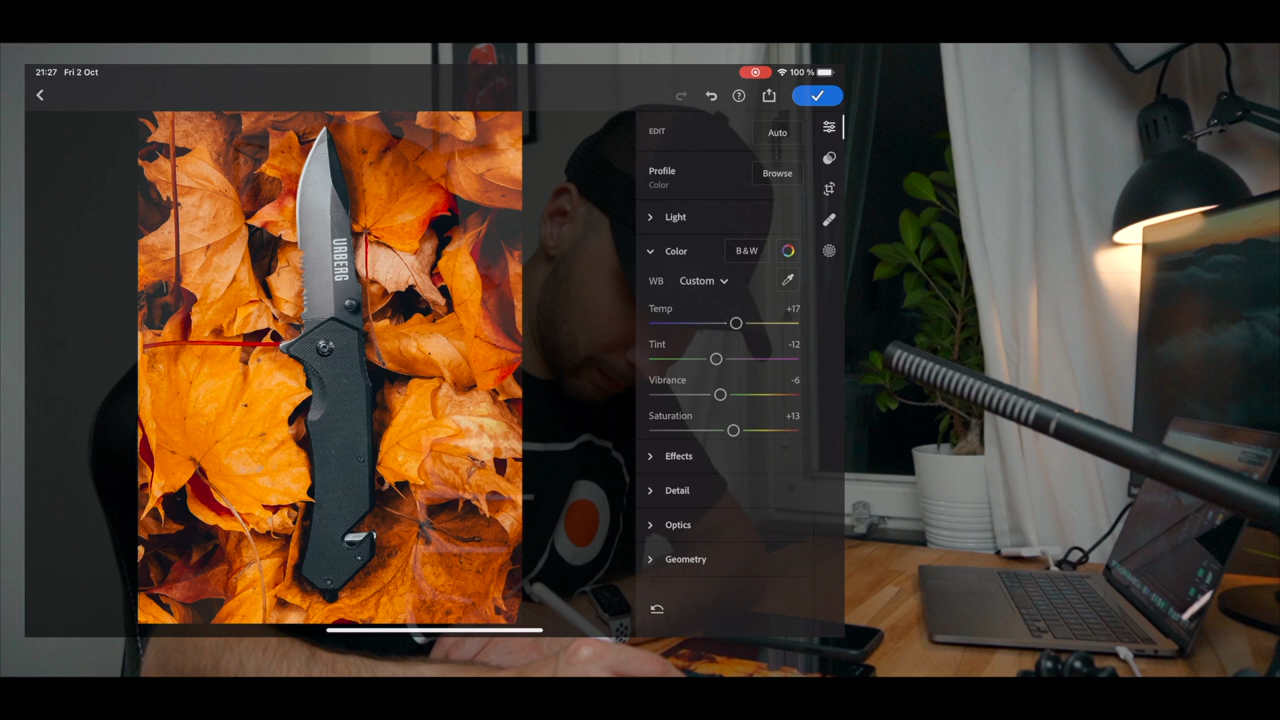 21:27 Fri 2 Oct
100 %
EDIT
Auto
Profile
Color
Browse
Light
Color
B&W
WB
Custom
Temp
+17
Tint
-12
Vibrance
-6
Saturation
+13
Effects
Detail
Optics
Geometry
URBERG